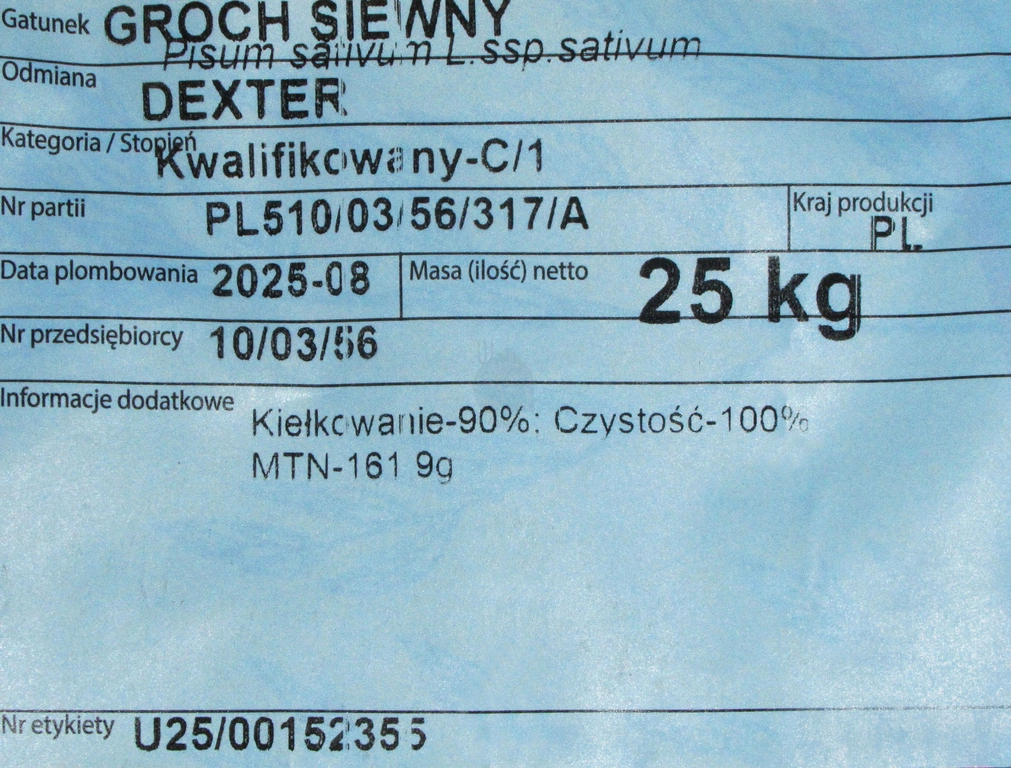 Gatunek GROCH SIEWNY
Pisum sativum L. ssp. sativum
Odmiana DEXTER
Kategoria / Stopień Kwalifikowany-C/1
Nr partii PL510/03/56/317/A Kraj produkcji PL
Data plombowania 2025-08 Masa (ilość) netto 25 kg
Nr przedsiębiorcy 10/03/56
Informacje dodatkowe
Kiełkowanie-90%: Czystość-100%
MTN-161 9g
Nr etykiety U25/00152355